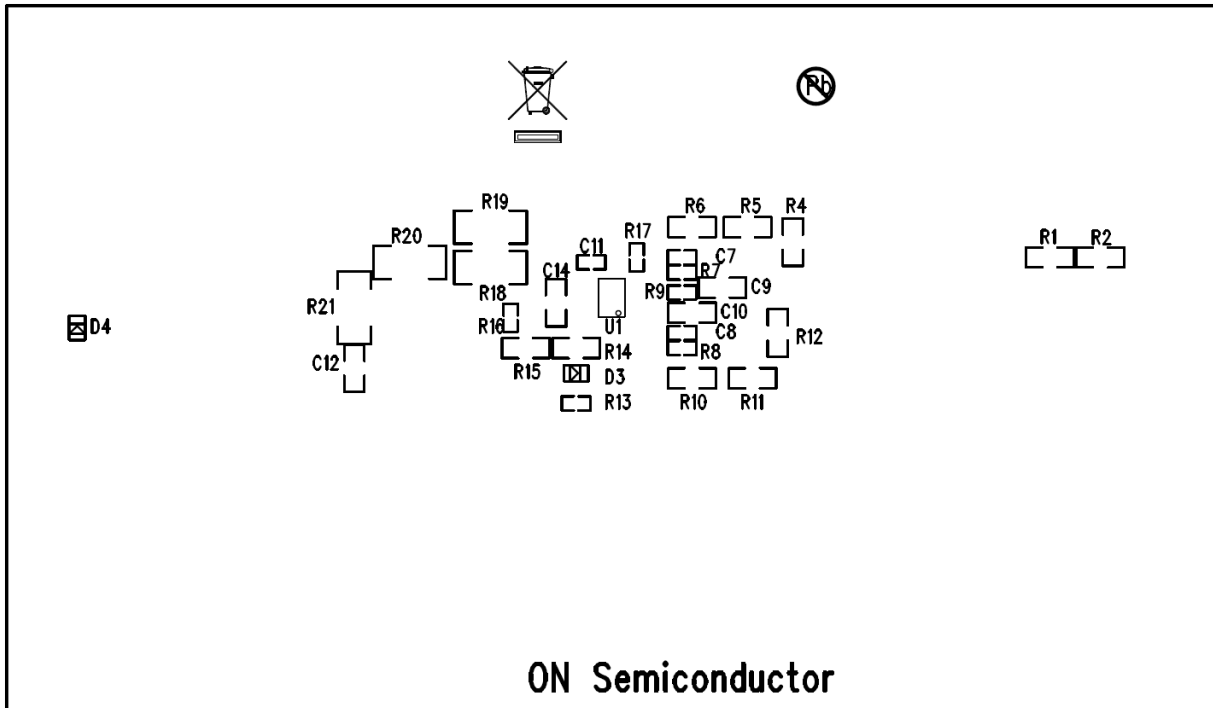 Pb
R19
R6 R5 R4
R20
R17
C11
R1 R2
C7
R7
C14
R18
R9
C9
R21
R16
C10
U1
D4
C8
R12
C12
R14
R8
R15
D3
R13
R10 R11
ON Semiconductor